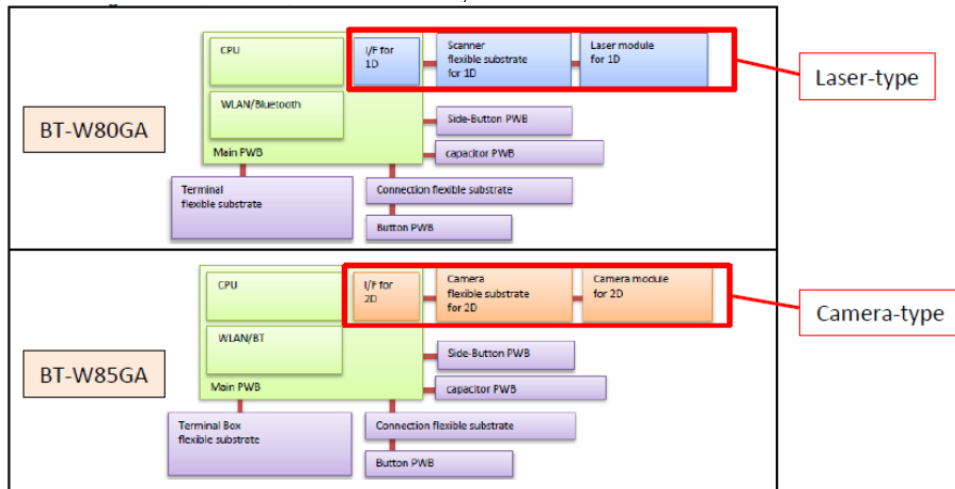 CPU
I/F for
1D
Scanner
flexible substrate
for 1D
Laser module
for 1D
Laser-type
WLAN/Bluetooth
Side-Button PWB
BT-W80GA
Main PWB
capacitor PWB
Terminal
flexible substrate
Connection flexible substrate
Button PWB
CPU
I/F for
2D
Camera
flexible substrate
for 2D
Camera module
for 2D
Camera-type
WLAN/BT
Side-Button PWB
BT-W85GA
Main PWB
capacitor PWB
Terminal Box
flexible substrate
Connection flexible substrate
Button PWB